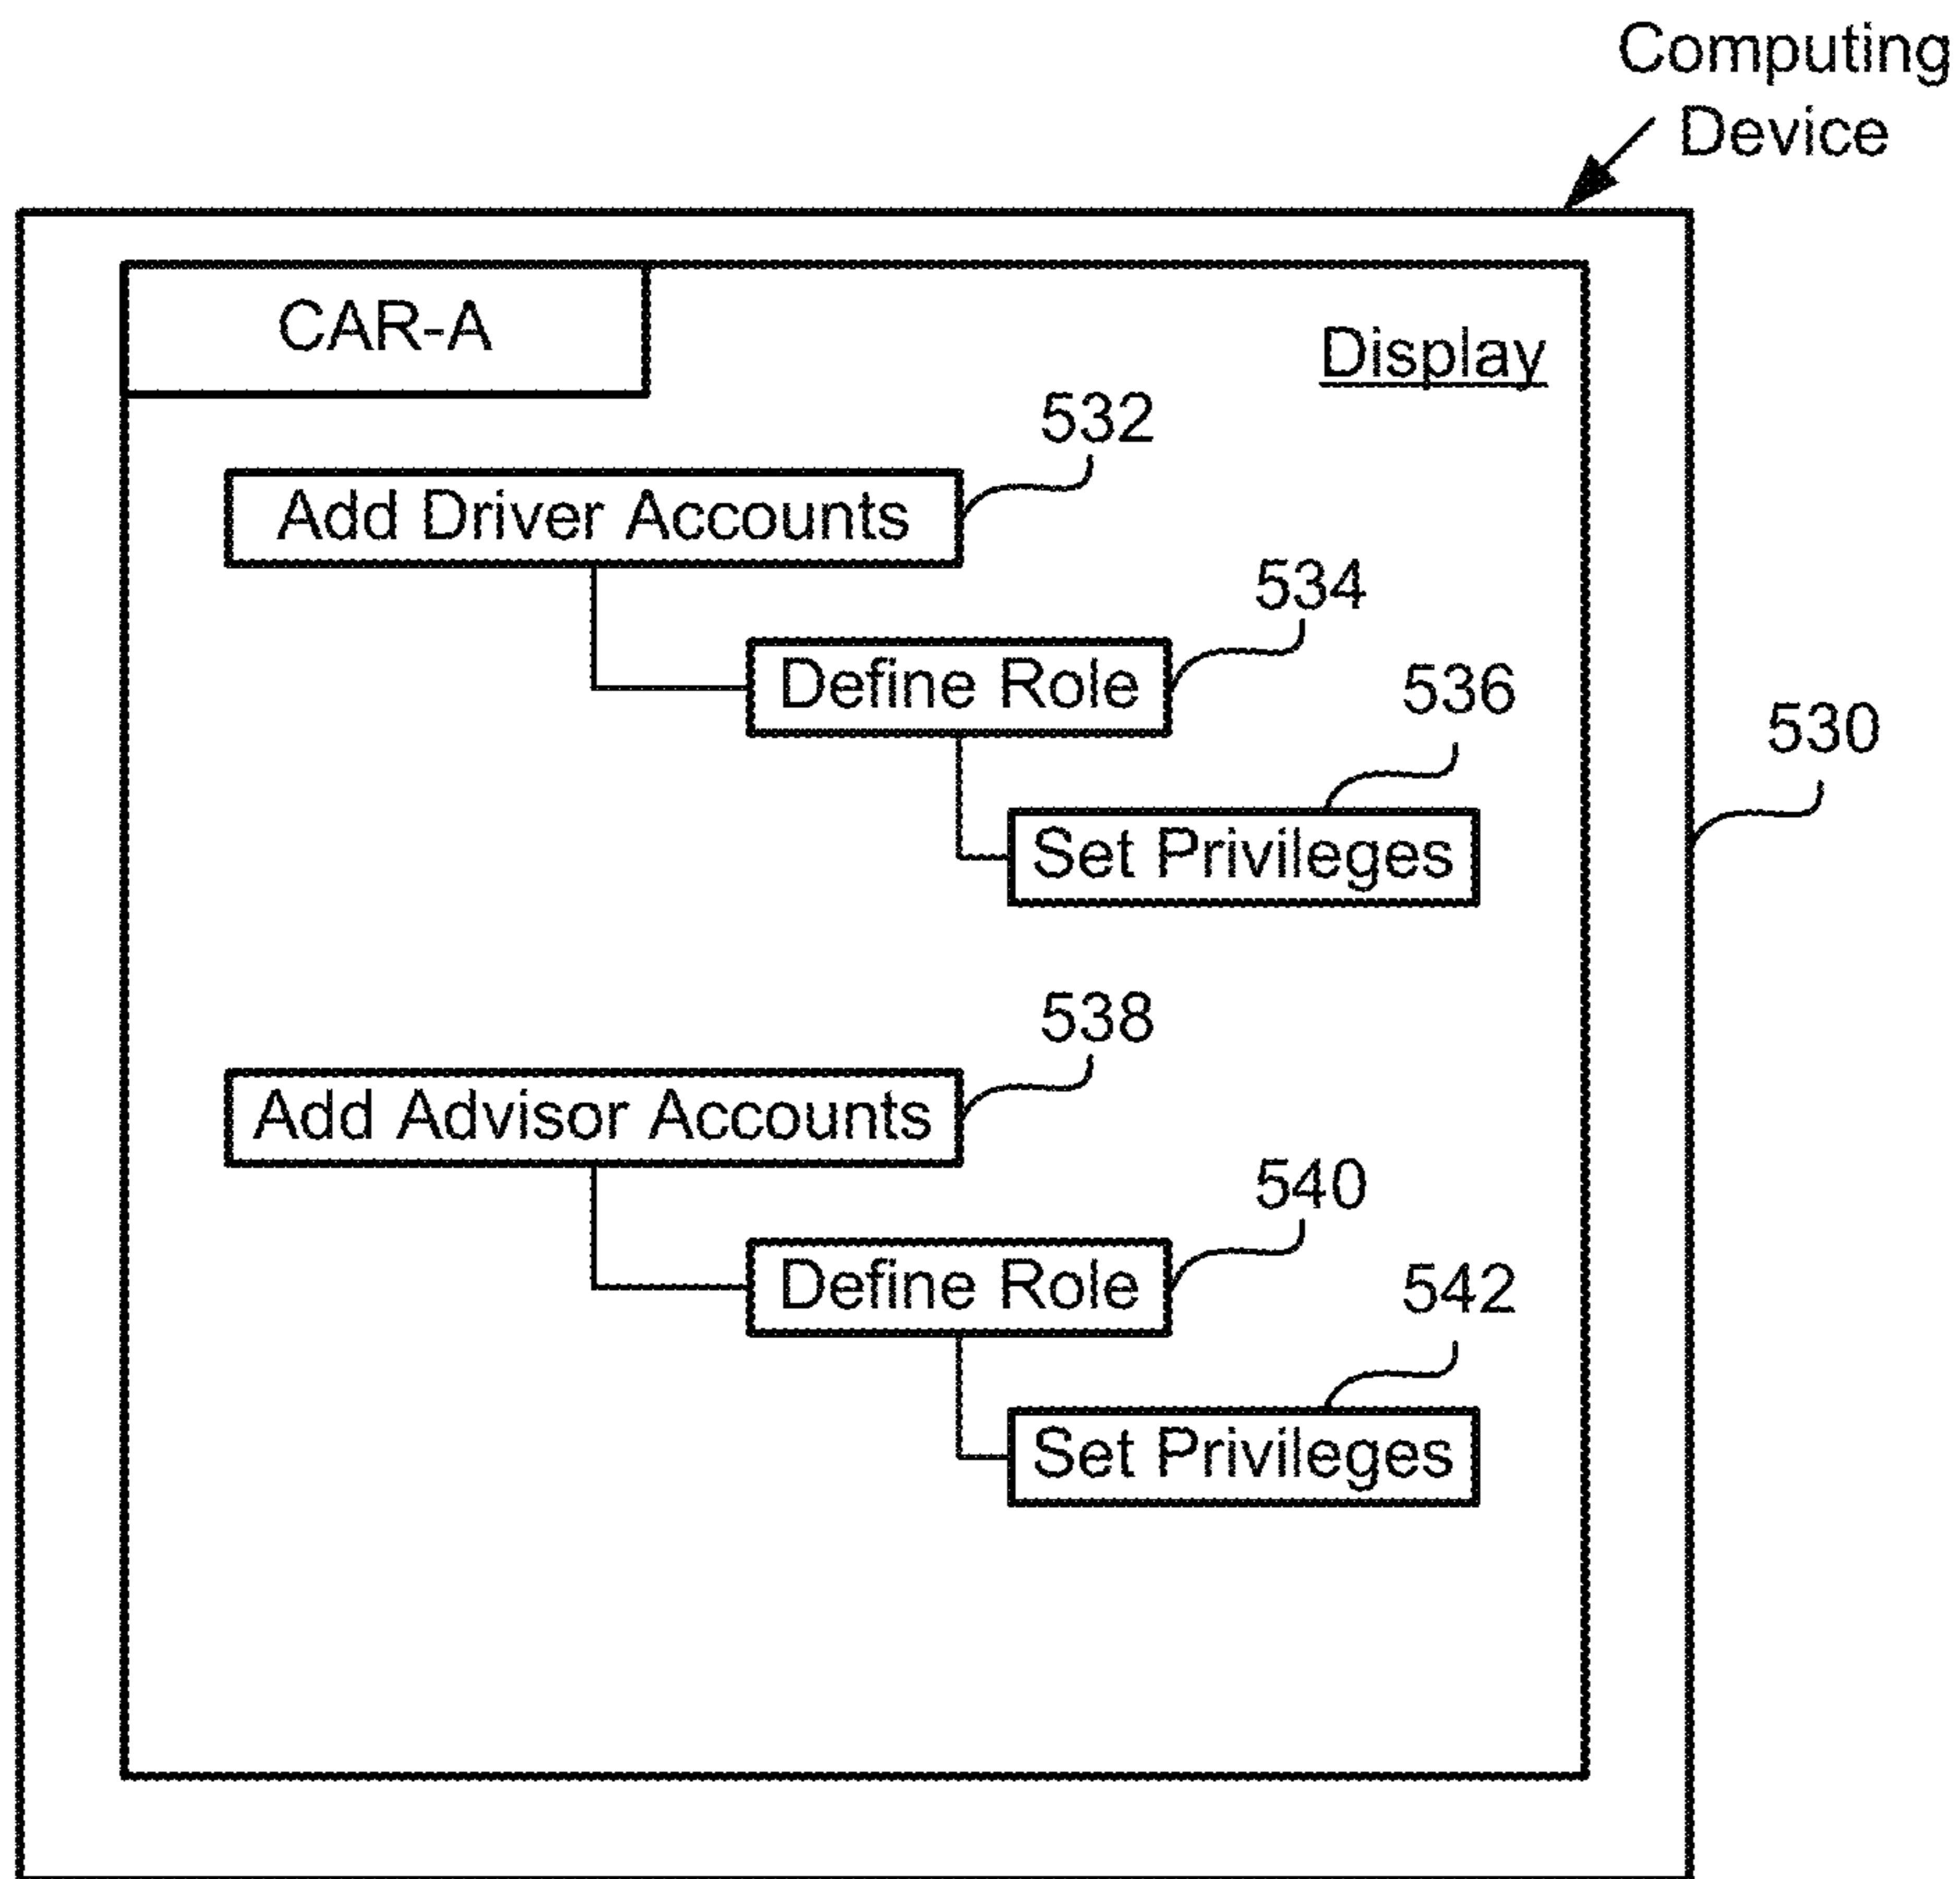 Computing
Device
CAR-A
Display
532
Add Driver Accounts
534
Define Role
536
530
Set Privileges
538
Add Advisor Accounts
540
Define Role
542
Set Privileges